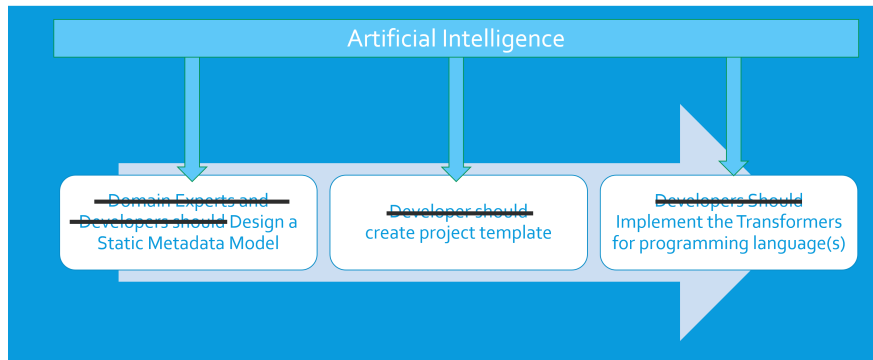 Artificial Intelligence
Domain Experts and
Developers should Design a
Static Metadata Model
Developer should
create project template
Developers Should
Implement the Transformers
for programming language(s)